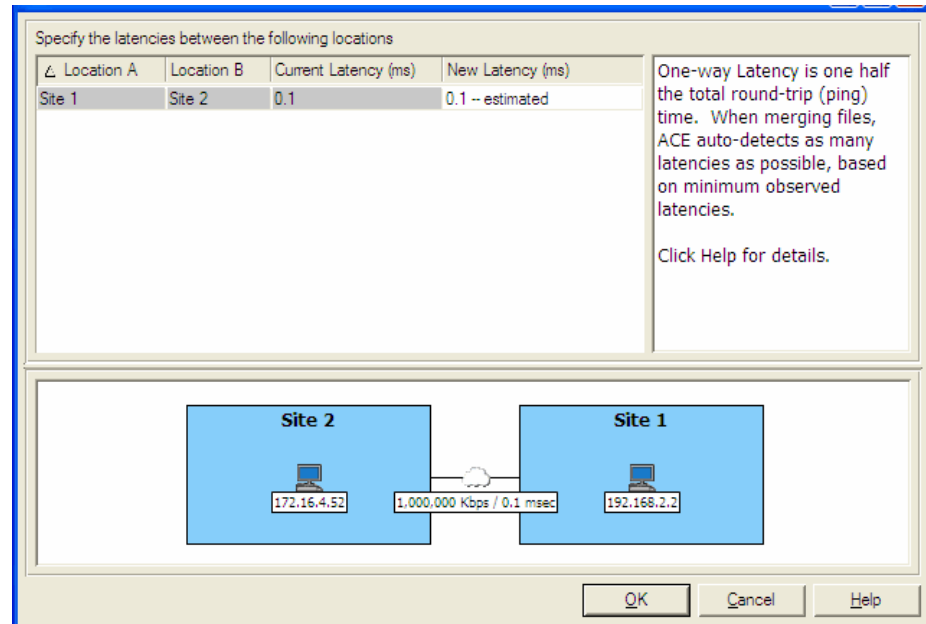 Specify the latencies between the following locations
Location A Location B Current Latency (ms) New Latency (ms)
Site 1 Site 2 0.1 0.1 -- estimated
One-way Latency is one half
the total round-trip (ping)
time. When merging files,
ACE auto-detects as many
latencies as possible, based
on minimum observed
latencies.
Click Help for details.
Site 2 Site 1
172.16.4.52 1,000,000 Kbps / 0.1 msec 192.168.2.2
OK Cancel Help